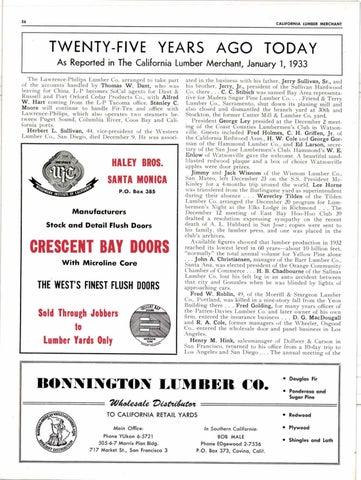 36
CALIFORNIA LUMBER MERCHANT
TWENTY-FIVE YEARS AGO TODAY
As Reported in The California Lumber Merchant, January 1, 1933
The Lawrence-Philips Lumber Co. arranged to take part
of the accounts handled by Thomas W. Dant, who was
leaving for China. L-P becomes SoCal agents for Dant &
Russell and Port Orford Cedar Products Co. with Alfred
W. Hart coming from the L-P Tacoma office. Stanley C.
Moore will continue to handle Fir-Tex and office with
Lawrence-Philips, which also operates two steamers be-
tween Puget Sound, Columbia River, Coos Bay and Cali-
fornia ports.
Herbert L. Sullivan, 44, vice-president of the Western
Lumber Co., San Diego, died December 9. He was associ-
HALEY BROS.
SANTA MONICA
P.O. Box 385
Manufacturers
Stock and Detail Flush Doors
CRESCENT BAY DOORS
With Microline Core
THE WEST'S FINEST FLUSH DOORS
Sold Through Jobbers
to
Lumber Yards Only
ated in the business with his father, Jerry Sullivan, Sr., and
his brother, Jerry, Jr., president of the Sullivan Hardwood
Co. there . . . C. C. Stibich was named Bay Area representa-
tive for Madera Sugar Pine Lumber Co. . . . Friend & Terry
Lumber Co., Sacramento, shut down its planing mill and
also closed and dismantled the branch yard at 30th and
Stockton, the former Cutter Mill & Lumber Co. yard.
President George Ley presided at the December 2 meet-
ing of the Coast Counties Lumbermen's Club in Watson-
ville. Guests included Fred Holmes, C. H. Griffen, Jr. of
the California Redwood Assn., H. W. Cole and George Gor-
man of the Hammond Lumber Co., and Ed Larson, secre-
tary of the San Jose Lumbermen's Club. Hammond's W. E.
Enlow of Watsonville gave the welcome. A beautiful sand-
blasted redwood plaque and a box of choice Watsonville
apples were door prizes.
Jimmy and Jack Wisnom of the Wisnom Lumber Co.,
San Mateo, left December 23 on the S.S. President Mc-
Kinley for a 4-months trip around the world. Lee Horne
was transferred from the Burlingame yard as superintendent
during their absence . . . Waverley Tilden of the Tilden
Lumber Co. arranged the December 20 program for Lum-
bermen's Night at the Elks Lodge in Richmond . . . The
December 12 meeting of East Bay Hoo-Hoo Club 39
drafted a resolution expressing sympathy on the recent
death of A. L. Hubbard in San Jose; copies were sent to
his family, the lumber press, and one was placed in the
club's archives.
Available figures showed that lumber production in 1932
reached its lowest level in 60 years—about 10 billion feet,
"normally" the total annual volume for Yellow Pine alone
. . . John A. Christiansen, manager of the Barr Lumber Co.,
Santa Ana, was elected president of the Orange Community
Chamber of Commerce . . . H. B. Chadbourne of the Salinas
Lumber Co. lost his left leg in an auto accident between
that city and Gonzales when he was blinded by lights of
approaching cars.
Fred W. Roblin, 49, of the Morrill & Sturgeon Lumber
Co., Portland, was killed in a nine-story fall from the Yeon
Building there . . . Fred Golding, for many years officer of
the Patten-Davies Lumber Co. and later owner of his own
firm, entered the insurance business . . . D. G. MacDougall
and R. A. Cole, former managers of the Wheeler, Osgood
Co., entered the wholesale door and panel business in Los
Angeles.
Henry M. Hink, salesmanager of Dolbeer & Carson in
San Francisco, returned to his office from a 10-day trip to
Los Angeles and San Diego . . . The annual meeting of the
BONNINGTON LUMBER CO.
Wholesale Distributor
TO CALIFORNIA RETAIL YARDS
Main Office:
Phone YUkon 6-5721
505-6-7 Morris Plan Bldg.
717 Market St., San Francisco 3
In Southern California:
BOB MALE
Phone EDgewood 2-7556
P.O. Box 373, Covina, Calif.
• Douglas Fir
• Ponderosa and
Sugar Pine
• Redwood
• Plywood
• Shingles and Lath